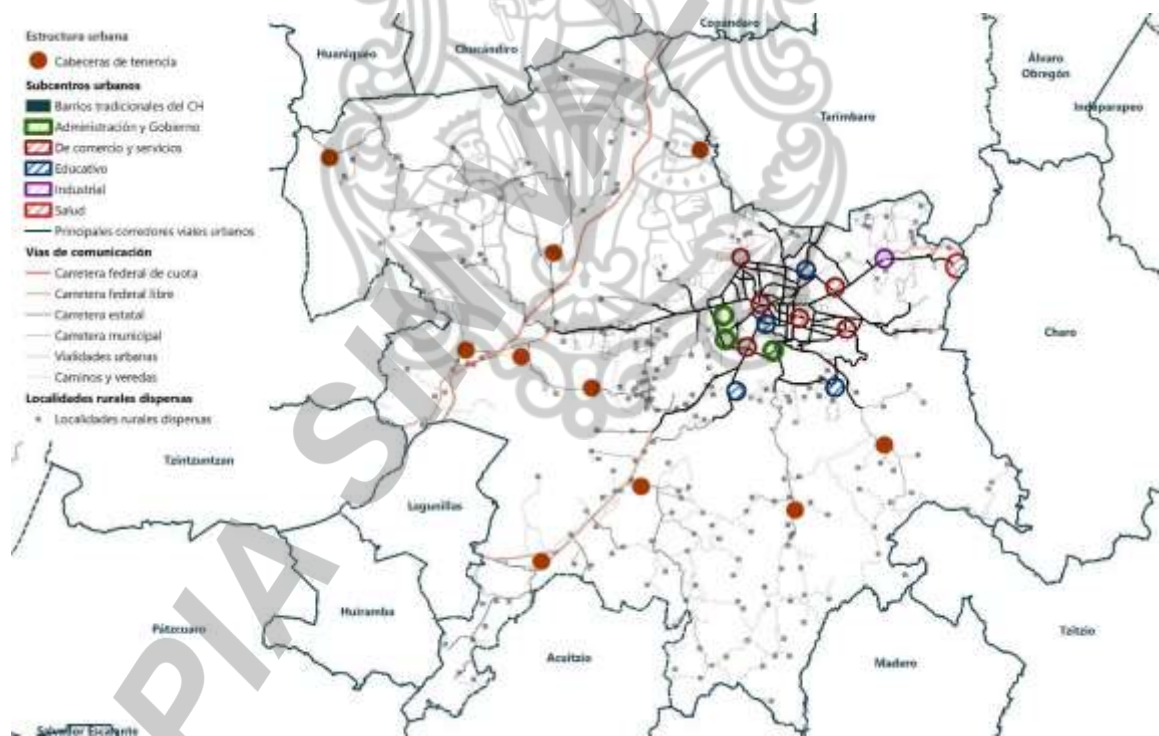 Estructura urbana
Cabeceras de tenencia
Subcentros urbanos
Barrios tradicionales del CH
Administración y Gobierno
De comercio y servicios
Educativo
Industrial
Salud
Principales corredores viales urbanos
Vías de comunicación
Carretera federal de cuota
Carretera federal libre
Carretera estatal
Carretera municipal
Vialidades urbanas
Caminos y veredas
Localidades rurales dispersas
Localidades rurales dispersas
Copándaro
Huaniqueo
Chucándiro
Álvaro
Obregón
Indaparapeo
Tarímbaro
Charo
Tzintzuntzan
Lagunillas
Huiramba
Pátzcuaro
Acuitzio
Madero
Tzitzio
Salvador Escalante
PIA SIN VAL